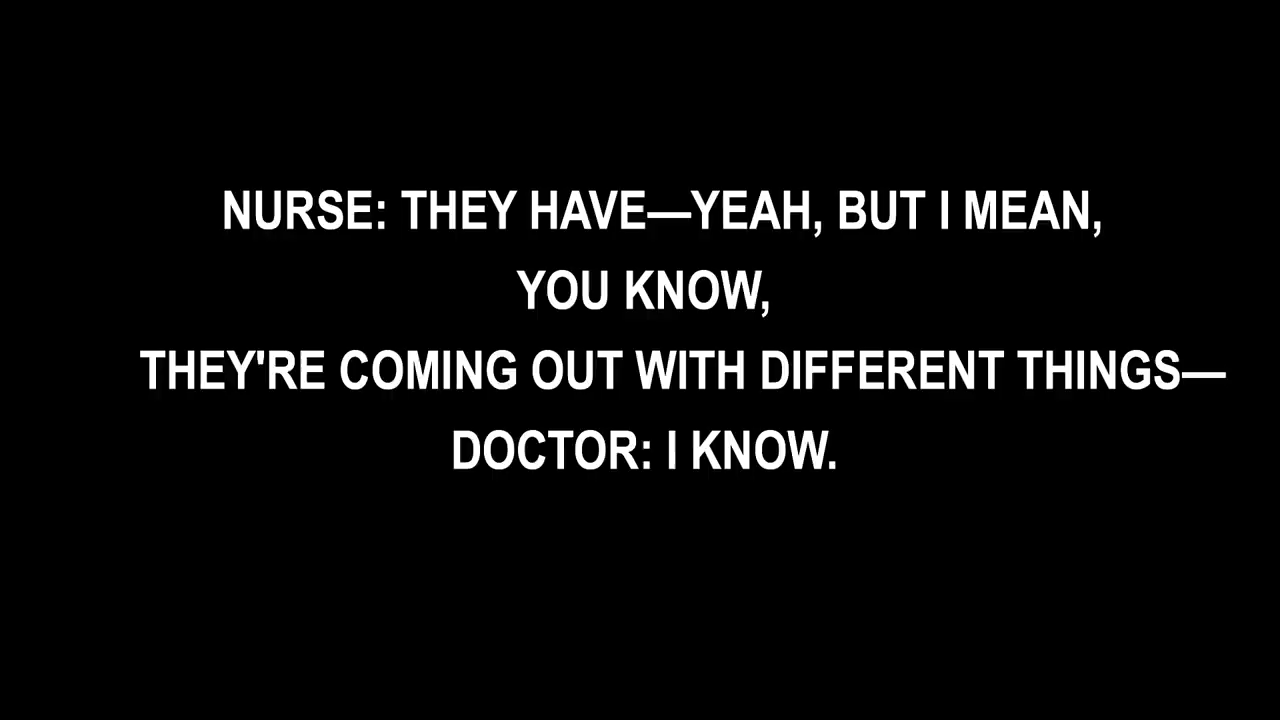 NURSE: THEY HAVE—YEAH, BUT I MEAN,
YOU KNOW,
THEY'RE COMING OUT WITH DIFFERENT THINGS—
DOCTOR: I KNOW.